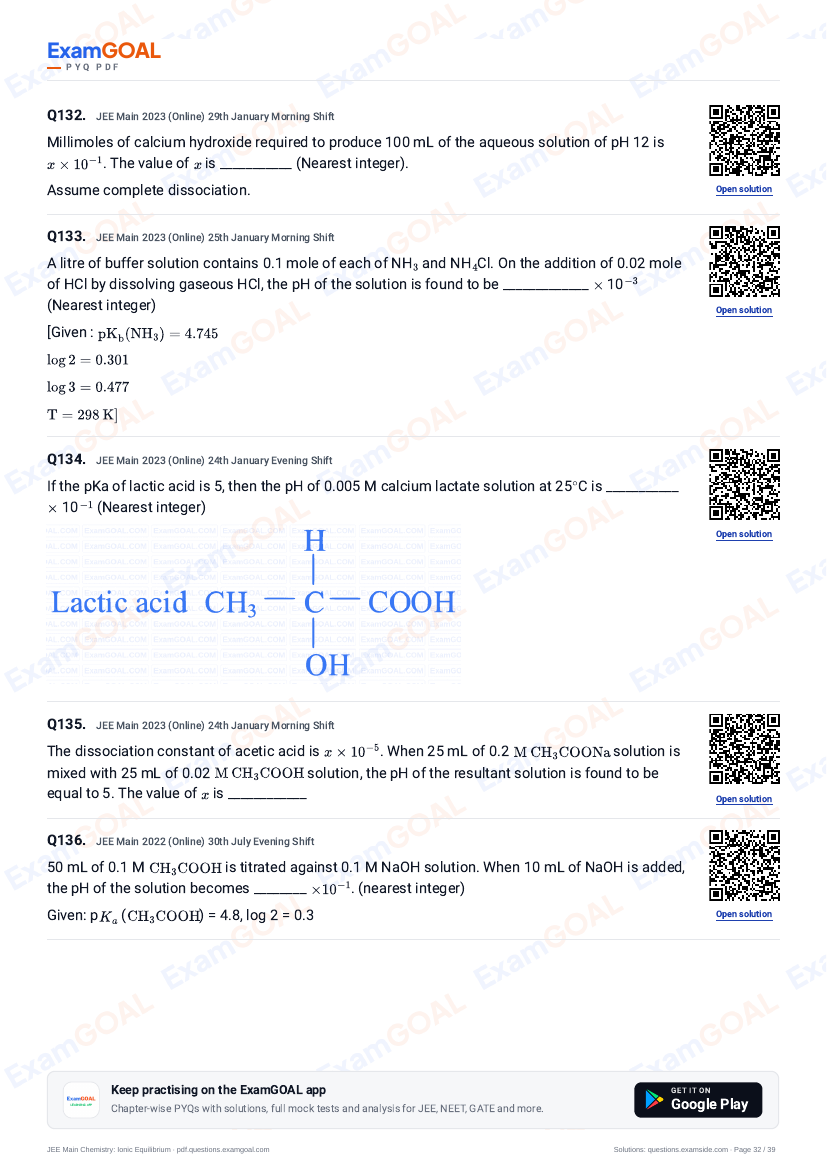 ExamGOAL
PYQ PDF
Q132. JEE Main 2023 (Online) 29th January Morning Shift
Millimoles of calcium hydroxide required to produce 100 mL of the aqueous solution of pH 12 is
x × 10⁻¹. The value of x is ___________ (Nearest integer).
Assume complete dissociation.
Open solution
Q133. JEE Main 2023 (Online) 25th January Morning Shift
A litre of buffer solution contains 0.1 mole of each of NH₃ and NH₄Cl. On the addition of 0.02 mole
of HCl by dissolving gaseous HCl, the pH of the solution is found to be _____________ × 10⁻³
(Nearest integer)
[Given : pK_b(NH₃) = 4.745
log 2 = 0.301
log 3 = 0.477
T = 298 K]
Open solution
Q134. JEE Main 2023 (Online) 24th January Evening Shift
If the pKa of lactic acid is 5, then the pH of 0.005 M calcium lactate solution at 25°C is ___________
× 10⁻¹ (Nearest integer)
Open solution
H
Lactic acid CH₃ — C — COOH
OH
Q135. JEE Main 2023 (Online) 24th January Morning Shift
The dissociation constant of acetic acid is x × 10⁻⁵. When 25 mL of 0.2 M CH₃COONa solution is
mixed with 25 mL of 0.02 M CH₃COOH solution, the pH of the resultant solution is found to be
equal to 5. The value of x is ____________
Open solution
Q136. JEE Main 2022 (Online) 30th July Evening Shift
50 mL of 0.1 M CH₃COOH is titrated against 0.1 M NaOH solution. When 10 mL of NaOH is added,
the pH of the solution becomes ________ ×10⁻¹. (nearest integer)
Given: pKₐ (CH₃COOH) = 4.8, log 2 = 0.3
Open solution
ExamGOAL
Keep practising on the ExamGOAL app
Chapter-wise PYQs with solutions, full mock tests and analysis for JEE, NEET, GATE and more.
GET IT ON
Google Play
JEE Main Chemistry: Ionic Equilibrium · pdf.questions.examgoal.com
Solutions: questions.examside.com · Page 32 / 39